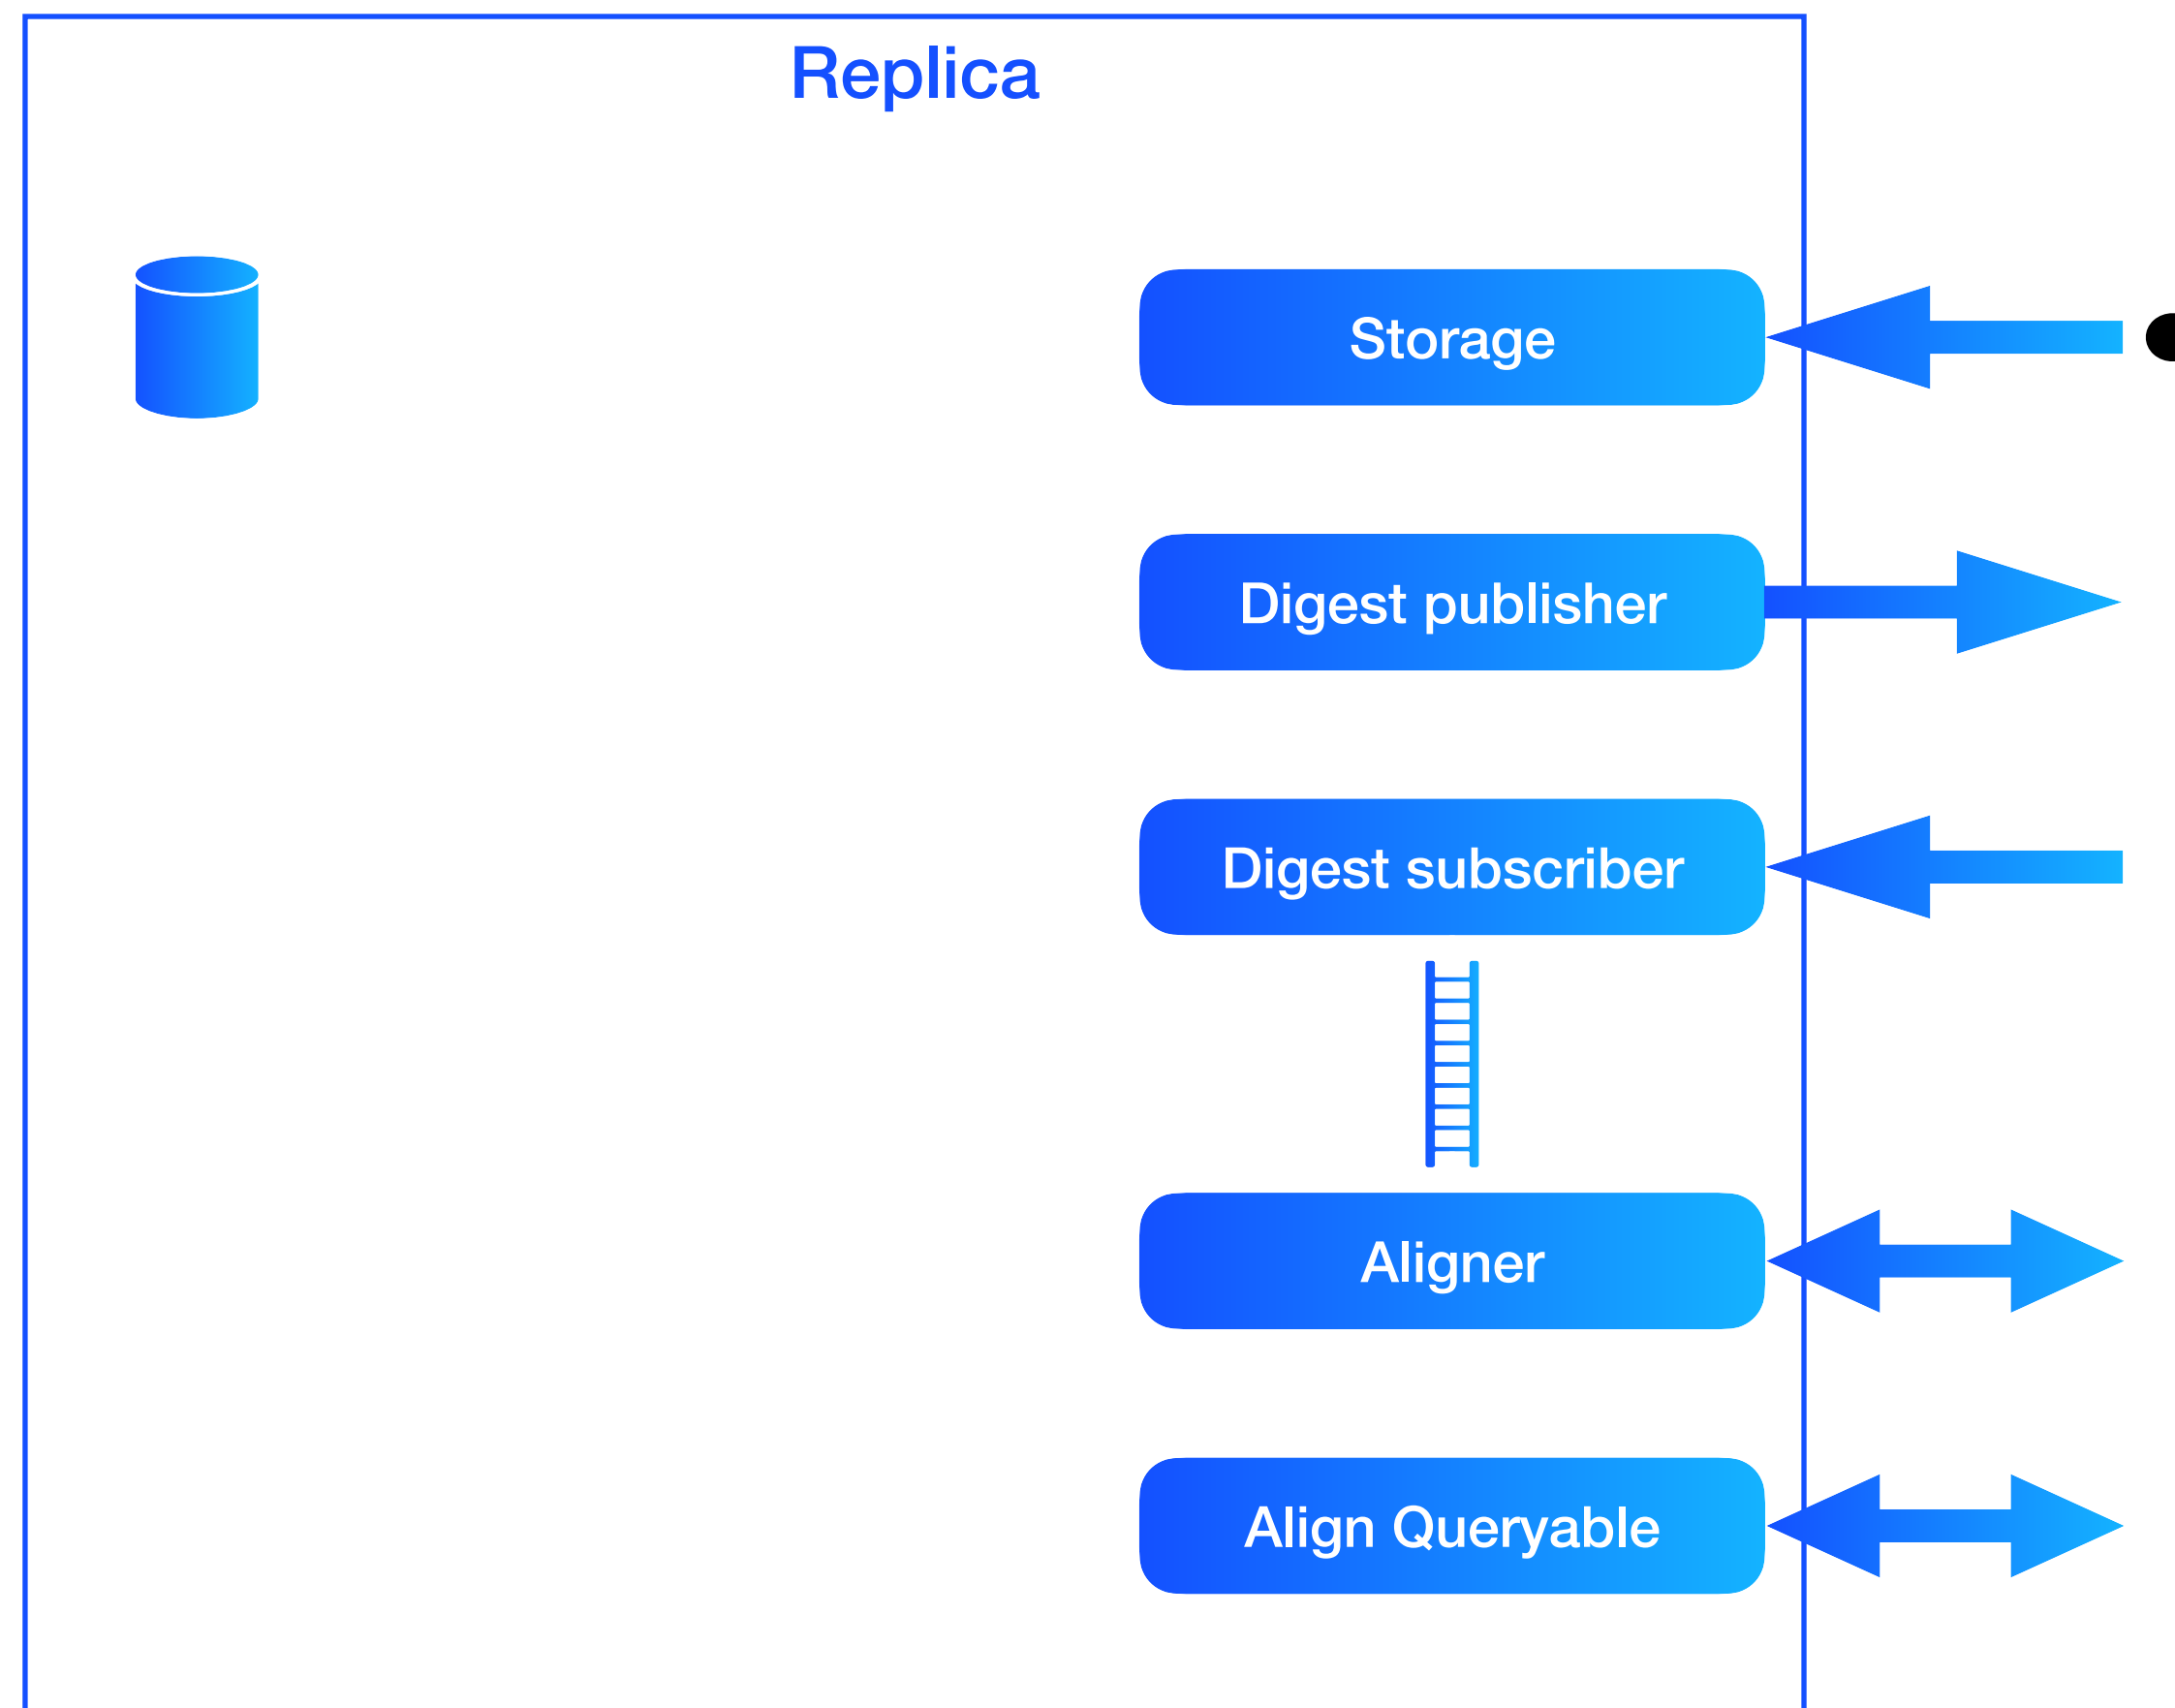 Replica
Storage
Digest publisher
Digest subscriber
Aligner
Align Queryable